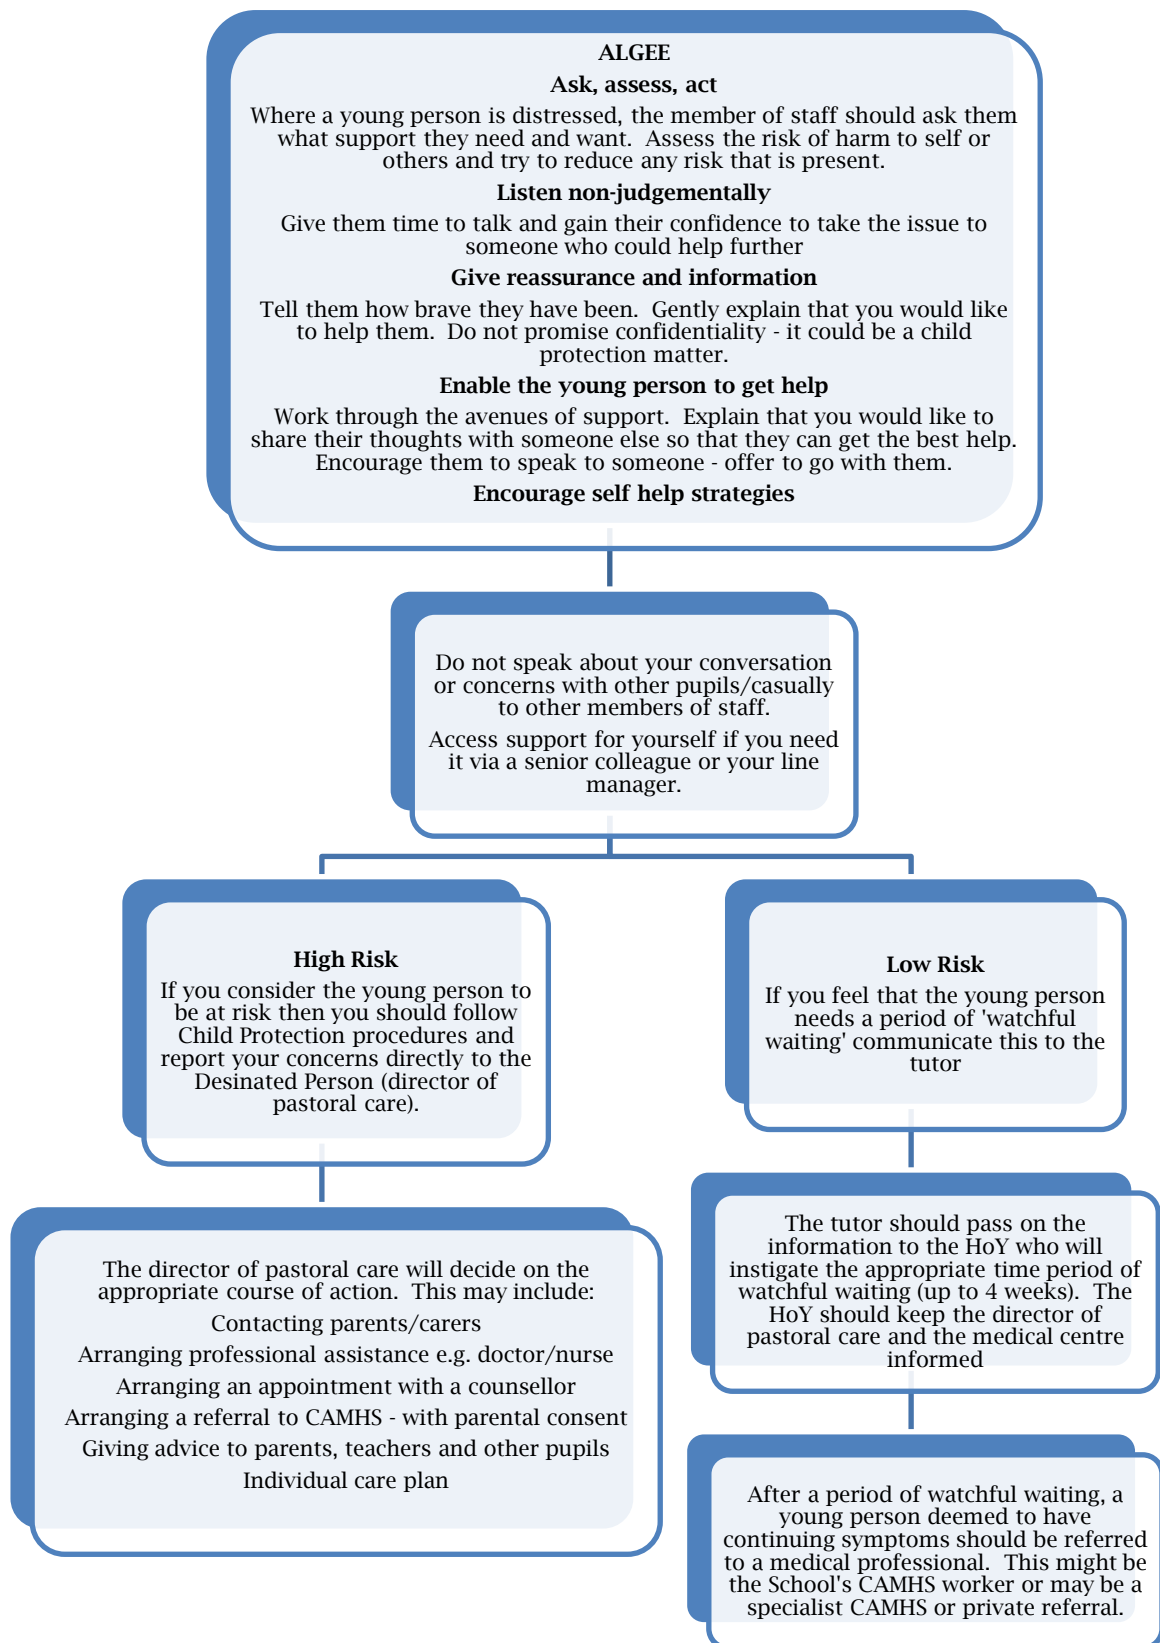 ALGEE
Ask, assess, act
Where a young person is distressed, the member of staff should ask them
what support they need and want.  Assess the risk of harm to self or
others and try to reduce any risk that is present.
Listen non-judgementally
Give them time to talk and gain their confidence to take the issue to
someone who could help further
Give reassurance and information
Tell them how brave they have been.  Gently explain that you would like
to help them.  Do not promise confidentiality - it could be a child
protection matter.
Enable the young person to get help
Work through the avenues of support.  Explain that you would like to
share their thoughts with someone else so that they can get the best help.
Encourage them to speak to someone - offer to go with them.
Encourage self help strategies
Do not speak about your conversation
or concerns with other pupils/casually
to other members of staff.
Access support for yourself if you need
it via a senior colleague or your line
manager.
High Risk
If you consider the young person to
be at risk then you should follow
Child Protection procedures and
report your concerns directly to the
Desinated Person (director of
pastoral care).
The director of pastoral care will decide on the
appropriate course of action.  This may include:
Contacting parents/carers
Arranging professional assistance e.g. doctor/nurse
Arranging an appointment with a counsellor
Arranging a referral to CAMHS - with parental consent
Giving advice to parents, teachers and other pupils
Individual care plan
Low Risk
If you feel that the young person
needs a period of 'watchful
waiting' communicate this to the
tutor
The tutor should pass on the
information to the HoY who will
instigate the appropriate time period of
watchful waiting (up to 4 weeks).  The
HoY should keep the director of
pastoral care and the medical centre
informed
After a period of watchful waiting, a
young person deemed to have
continuing symptoms should be referred
to a medical professional.  This might be
the School's CAMHS worker or may be a
specialist CAMHS or private referral.